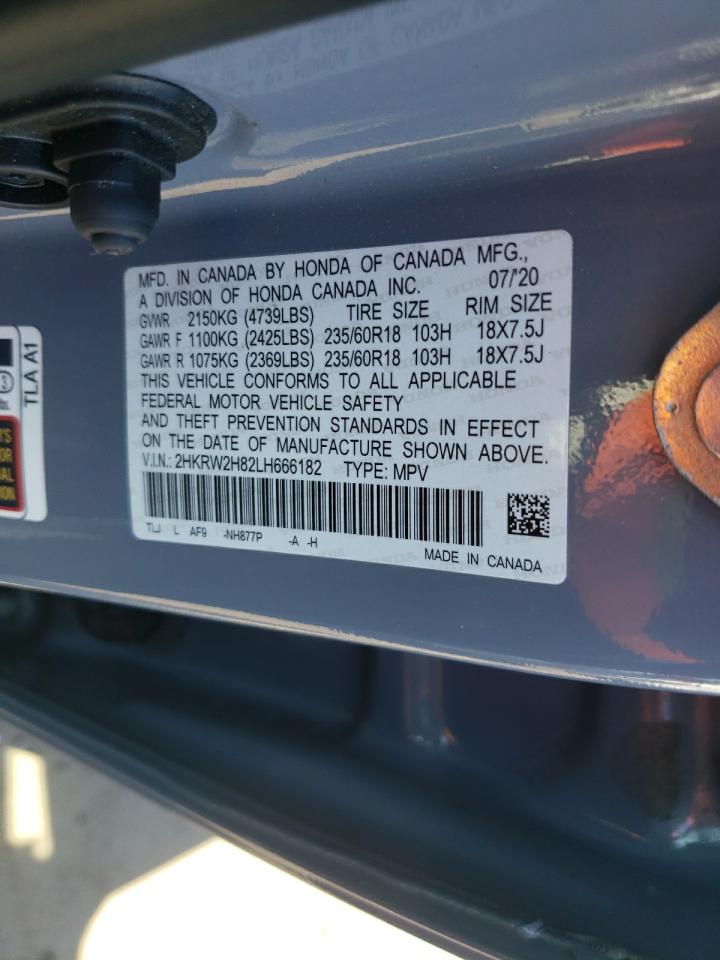 MFD. IN CANADA BY HONDA OF CANADA MFG.,
A DIVISION OF HONDA CANADA INC. 07/'20
GVWR 2150KG (4739LBS) TIRE SIZE RIM SIZE
GAWR F 1100KG (2425LBS) 235/60R18 103H 18X7.5J
GAWR R 1075KG (2369LBS) 235/60R18 103H 18X7.5J
THIS VEHICLE CONFORMS TO ALL APPLICABLE
FEDERAL MOTOR VEHICLE SAFETY
AND THEFT PREVENTION STANDARDS IN EFFECT
ON THE DATE OF MANUFACTURE SHOWN ABOVE.
V.I.N.: 2HKRW2H82LH666182 TYPE: MPV
TLJ L AF9 -NH877P -A -H
MADE IN CANADA
TLA A1